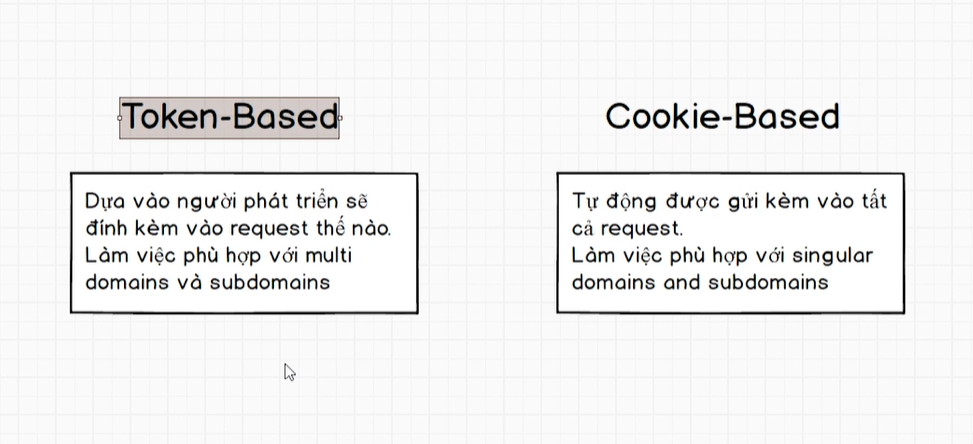 Token-Based
Dựa vào người phát triển sẽ
đính kèm vào request thế nào.
Làm việc phù hợp với multi
domains và subdomains
Cookie-Based
Tự động được gửi kèm vào tất
cả request.
Làm việc phù hợp với singular
domains and subdomains